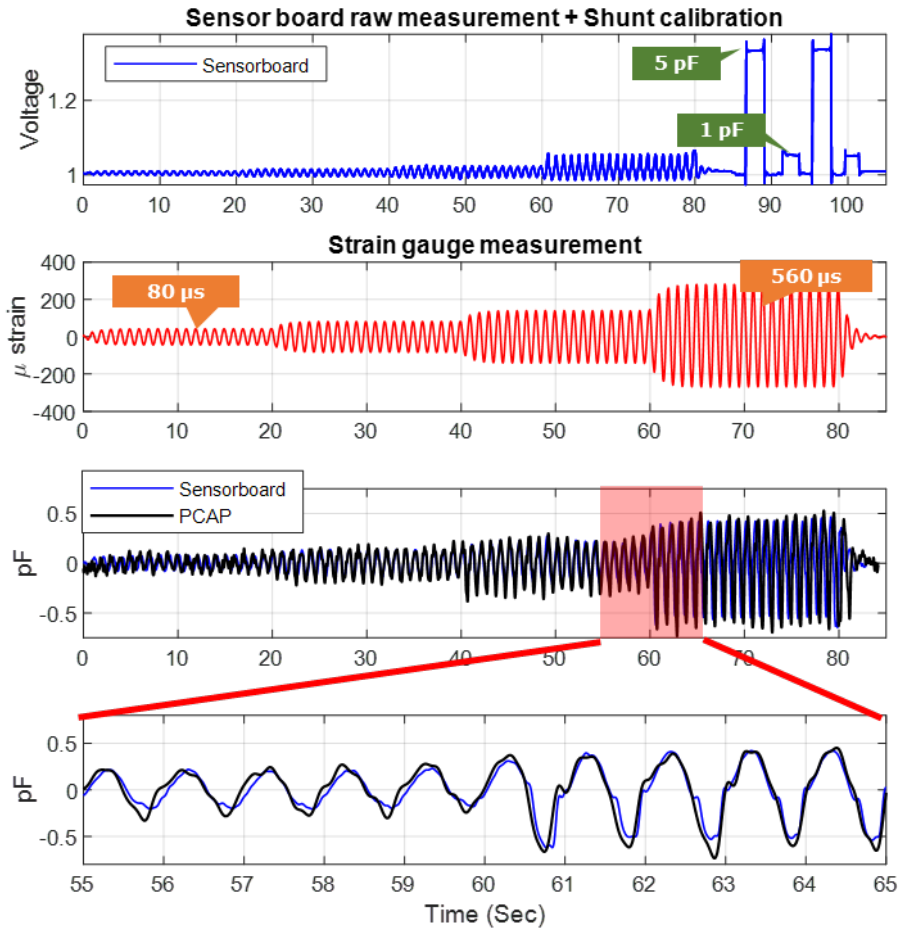 Sensor board raw measurement + Shunt calibration
Sensorboard
5 pF
1 pF
Voltage
1.2
1
0 10 20 30 40 50 60 70 80 90 100
Strain gauge measurement
80 μs
560 μs
μ strain
400
200
0
-200
-400
0 10 20 30 40 50 60 70 80
Sensorboard
PCAP
pF
0.5
0
-0.5
0 10 20 30 40 50 60 70 80
pF
0.5
0
-0.5
55 56 57 58 59 60 61 62 63 64 65
Time (Sec)